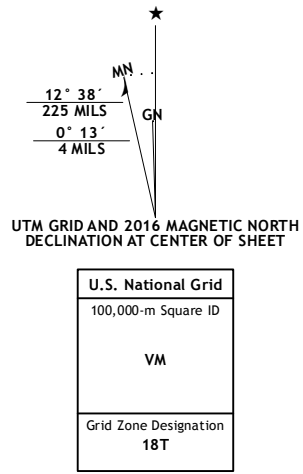 MN
12° 38´
225 MILS
GN
0° 13´
4 MILS
UTM GRID AND 2016 MAGNETIC NORTH
DECLINATION AT CENTER OF SHEET
U.S. National Grid
100,000-m Square ID
VM
Grid Zone Designation
18T